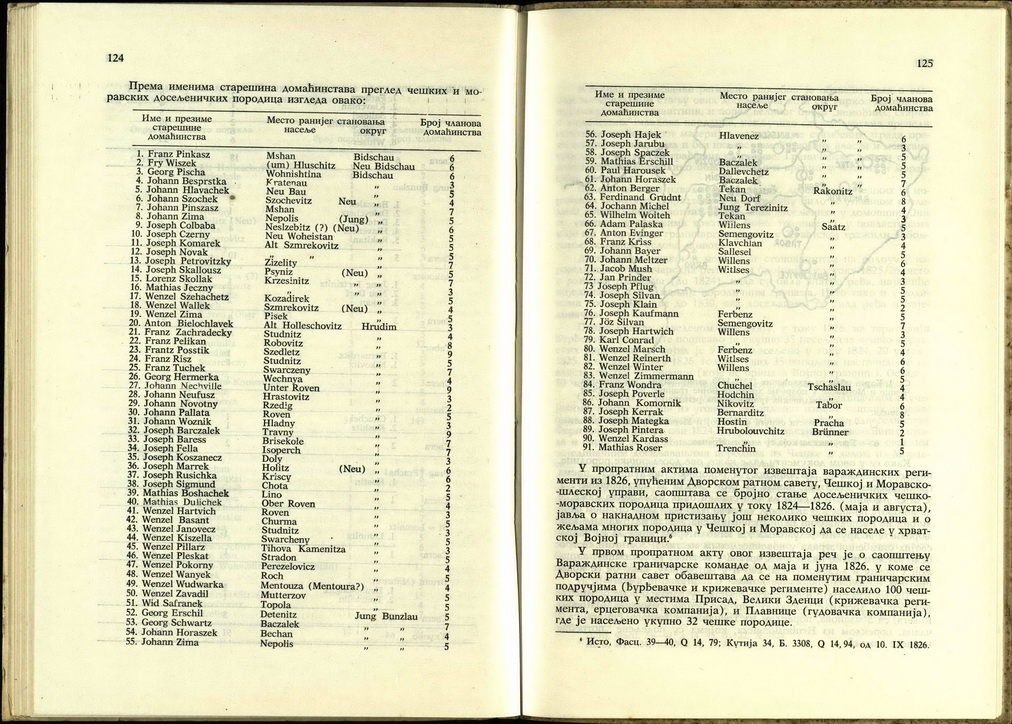 124
Према именима старешина домаћинстава преглед чешких и мо-
равских досељеничких породица изгледа овако:
Име и презиме старешине домаћинства Место ранијег становања насеље округ Број чланова домаћинства
1. Franz Pinkasz Mshan Bidschau 6
2. Fry Wiszek (um) Hluschitz Neu Bidschau 6
3. Georg Pischa Wohnishtina Bidschau 6
4. Johann Besprstka Kratenau „ 3
5. Johann Hlavachek Neu Bau „ 5
6. Johann Szochek Szochevitz Neu „ 4
7. Johann Pinszasz Mshan „ 7
8. Johann Zima Nepolis (Jung) „ 5
9. Joseph Colbaba Neslzebitz (?) (Neu) „ 6
10. Joseph Czerny Neu Woheistan „ 5
11. Joseph Komarek Alt Szmrekovitz „ 5
12. Joseph Novak „ „ „ 5
13. Joseph Petrovitzky Zizelity „ 7
14. Joseph Skallousz Psyniz (Neu) „ 5
15. Lorenz Skollak Krzesinitz „ „ 7
16. Mathias Jeczny „ „ „ 3
17. Wenzel Szehachetz Kozadirek „ 5
18. Wenzel Wallek Szmrekovitz (Neu) „ 4
19. Wenzel Zima Pisek „ 5
20. Anton Bielochlavek Alt Holleschovitz Hrudim 3
21. Franz Zachradecky Studnitz „ 4
22. Franz Pelikan Robovitz „ 8
23. Frantz Posstik Szedletz „ 9
24. Franz Risz Studnitz „ 5
25. Franz Tuchek Swarczeny „ 7
26. Georg Hermerka Wechnya „ 4
27. Johann Nechville Unter Roven „ 9
28. Johann Neufusz Hrastovitz „ 3
29. Johann Novotny Rzedig „ 2
30. Johann Pallata Roven „ 5
31. Johann Woznik Hladny „ 3
32. Joseph Barczalek Travny „ 9
33. Joseph Baress Brisekole „ 7
34. Joseph Fella Isoperch „ 7
35. Joseph Koszanecz Doly „ 3
36. Joseph Marrek Holitz (Neu) „ 6
37. Joseph Rusichka Kriscy „ 6
38. Joseph Sigmund Chota „ 2
39. Mathias Boshachek Lino „ 5
40. Mathias Dulichek Ober Roven „ 4
41. Wenzel Hartvich Roven „ 3
42. Wenzel Basant Churma „ 5
43. Wenzel Janovecz Studnitz „ 3
44. Wenzel Kiszella Swarcheny „ 5
45. Wenzel Pillarz Tihova Kamenitza „ 3
46. Wenzel Pleskat Stradon „ 5
47. Wenzel Pokorny Perezelovicz „ 4
48. Wenzel Wanyek Roch „ 5
49. Wenzel Wudwarka Mentouza (Mentoura?) „ 4
50. Wenzel Zavadil Mutterzov „ 5
51. Wid Safranek Topola „ 5
52. Georg Erschil Detenitz Jung Bunzlau 5
53. Georg Schwartz Baczalek „ „ 7
54. Johann Horaszek Bechan „ „ 4
55. Johann Zima Nepolis „ „ 5
125
Име и презиме старешине домаћинства Место ранијег становања насеље округ Број чланова домаћинства
56. Joseph Hajek Hlavenez „ „ 6
57. Joseph Jarubu „ „ „ 3
58. Joseph Spaczek „ „ „ 5
59. Mathias Erschill Baczalek „ „ 5
60. Paul Harousek Dallevchetz „ „ 5
61. Johann Horaszek Baczalek „ „ 7
62. Anton Berger Tekan Rakonitz 6
63. Ferdinand Grudnt Neu Dorf „ 8
64. Jochann Michel Jung Terezinitz „ 4
65. Wilhelm Woiteh Tekan „ 3
66. Adam Palaska Willens Saatz 5
67. Anton Evinger Semengovitz „ 3
68. Franz Kriss Klavchian „ 4
69. Johann Bayer Sallesel „ 5
70. Johann Meltzer Willens „ 6
71. Jacob Mush Witlses „ 4
72. Jan Prinder „ „ 3
73 Joseph Pflug „ „ 5
74. Joseph Silvan „ „ 5
75. Joseph Klain „ „ 2
76. Joseph Kaufmann Ferbenz „ 5
77. Jöz Silvan Semengovitz „ 7
78. Joseph Hartwich Willens „ 3
79. Karl Conrad „ „ 5
80. Wenzel Marsch Ferbenz „ 4
81. Wenzel Reinerth Witlses „ 6
82. Wenzel Winter Willens „ 6
83. Wenzel Zimmermann „ „ 5
84. Franz Wondra Chuchel Tschaslau 4
85. Joseph Poverle Hodchin „ 4
86. Johann Komornik Nikovitz Tabor 6
87. Joseph Kerrak Bernarditz „ 8
88. Joseph Mategka Hostin Pracha 5
89. Joseph Pintera Hrubolouvchitz Brünner 2
90. Wenzel Kardass „ „ 1
91. Mathias Roser Trenchin „ 5
У пропратним актима поменутог извештаја вараждинских реги-
менти из 1826, упућеним Дворском ратном савету, Чешкој и Моравско-
-шлеској управи, саопштава се бројно стање досељеничких чешко-
-моравских породица придошлих у току 1824—1826. (маја и августа),
јавља о накнадном пристизању још неколико чешких породица и о
жељама многих породица у Чешкој и Моравској да се населе у хрват-
ској Војној граници.⁶
У првом пропратном акту овог извештаја реч је о саопштењу
Вараждинске граничарске команде од маја и јуна 1826. у коме се
Дворски ратни савет обавештава да се на поменутим граничарским
подручјима (ђурђевачке и крижевачке регименте) населило 100 чеш-
ких породица у местима Присад, Велики Зденци (крижевачка реги-
мента, ерцеговачка компанија), и Плавнице (гудовачка компанија),
где је насељено укупно 32 чешке породице.
⁶ Исто, Фасц. 39—40, Q 14, 79; Кутија 34, Б. 3308, Q 14, 94, од 10. IX 1826.